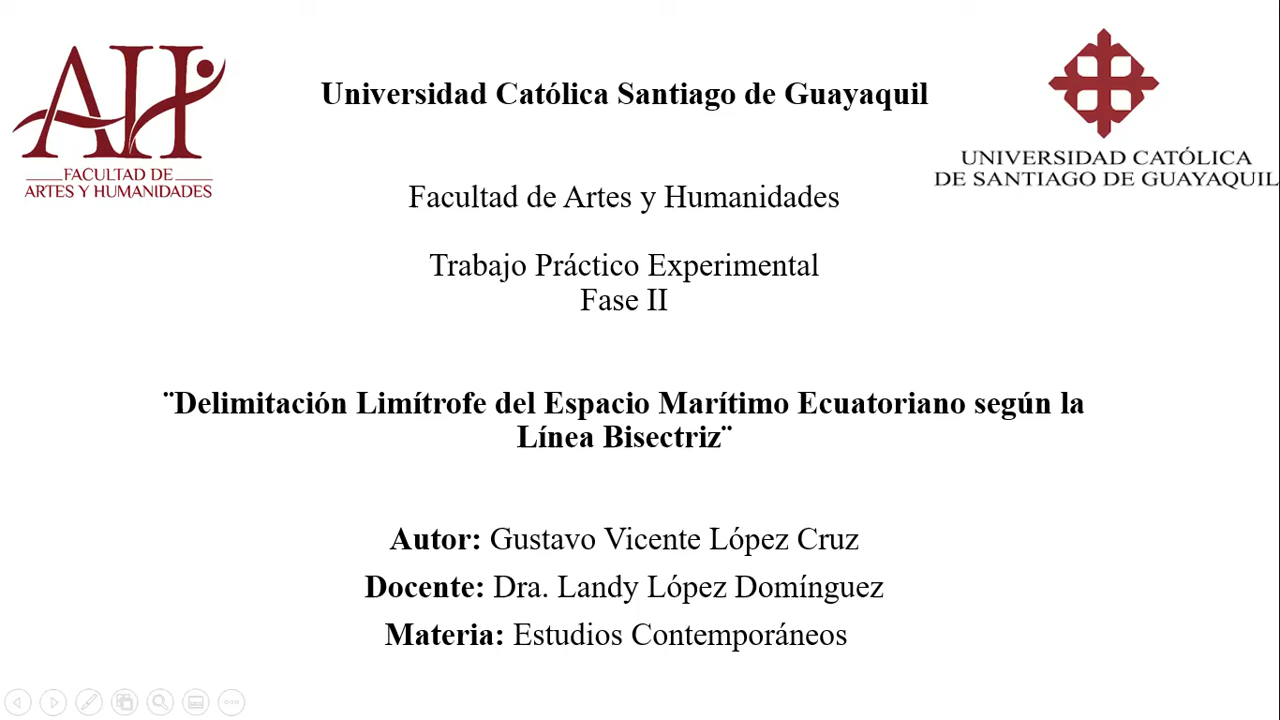 AH
FACULTAD DE
ARTES Y HUMANIDADES
Universidad Católica Santiago de Guayaquil
UNIVERSIDAD CATÓLICA
DE SANTIAGO DE GUAYAQUIL
Facultad de Artes y Humanidades
Trabajo Práctico Experimental
Fase II
¨Delimitación Limítrofe del Espacio Marítimo Ecuatoriano según la
Línea Bisectriz¨
Autor: Gustavo Vicente López Cruz
Docente: Dra. Landy López Domínguez
Materia: Estudios Contemporáneos